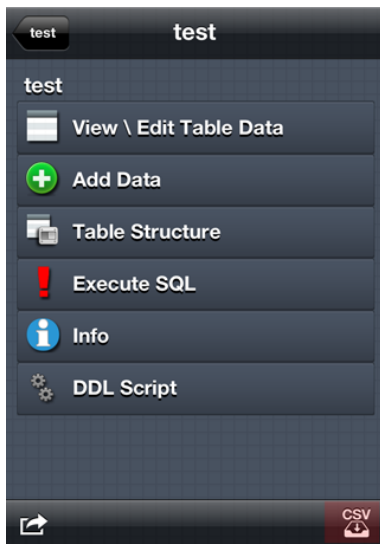 test
test
test
View \ Edit Table Data
Add Data
Table Structure
Execute SQL
Info
DDL Script
CSV